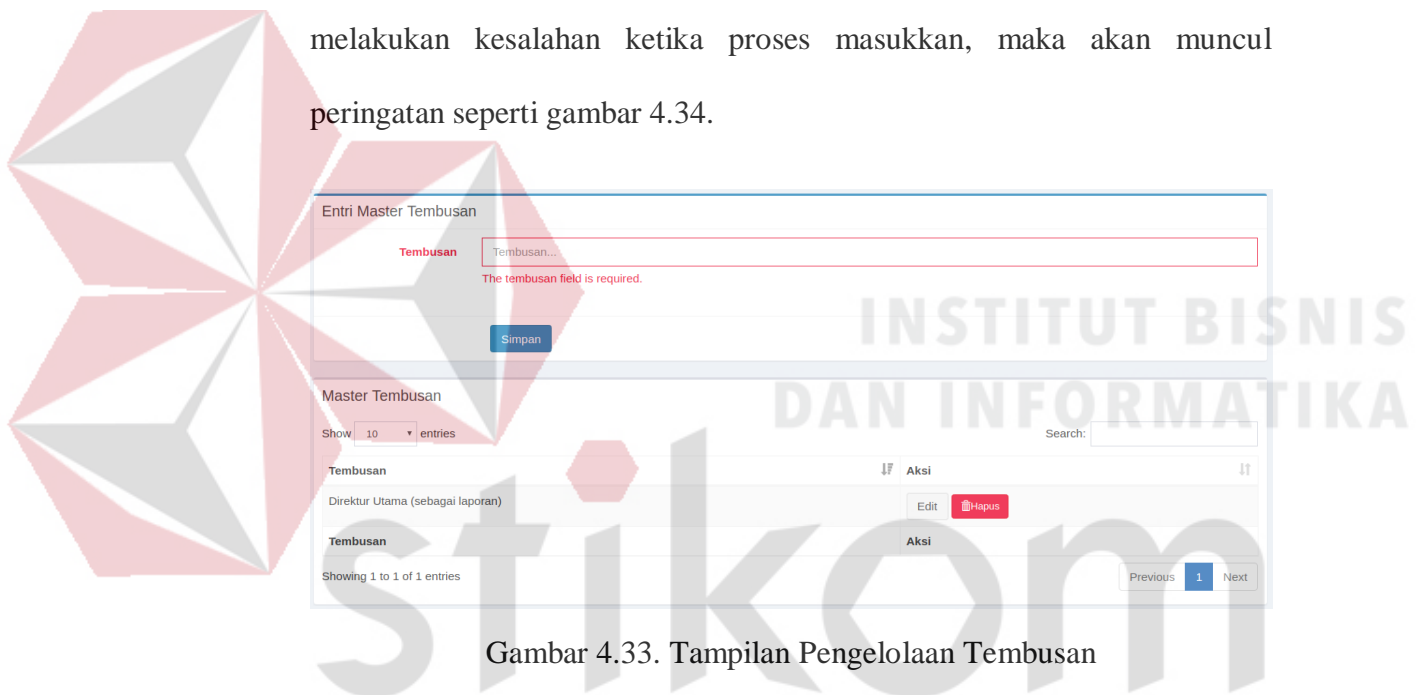 melakukan kesalahan ketika proses masukkan, maka akan muncul
peringatan seperti gambar 4.34.
Entri Master Tembusan
Tembusan Tembusan...
The tembusan field is required.
Simpan
INSTITUT BISNIS
DAN INFORMATIKA
Master Tembusan
Show 10 entries Search:
Tembusan Aksi
Direktur Utama (sebagai laporan) Edit Hapus
Tembusan Aksi
Showing 1 to 1 of 1 entries Previous 1 Next
stikom
Gambar 4.33. Tampilan Pengelolaan Tembusan